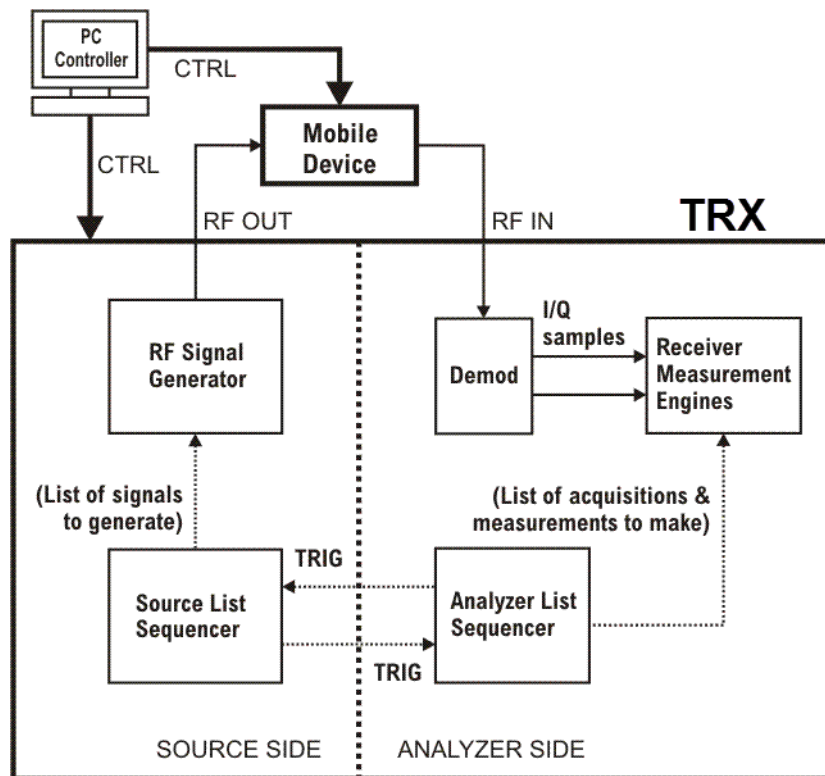 PC
Controller
CTRL
CTRL
Mobile
Device
RF OUT
RF IN
TRX
RF Signal
Generator
Demod
I/Q
samples
Receiver
Measurement
Engines
(List of signals
to generate)
(List of acquisitions &
measurements to make)
Source List
Sequencer
TRIG
TRIG
Analyzer List
Sequencer
SOURCE SIDE
ANALYZER SIDE